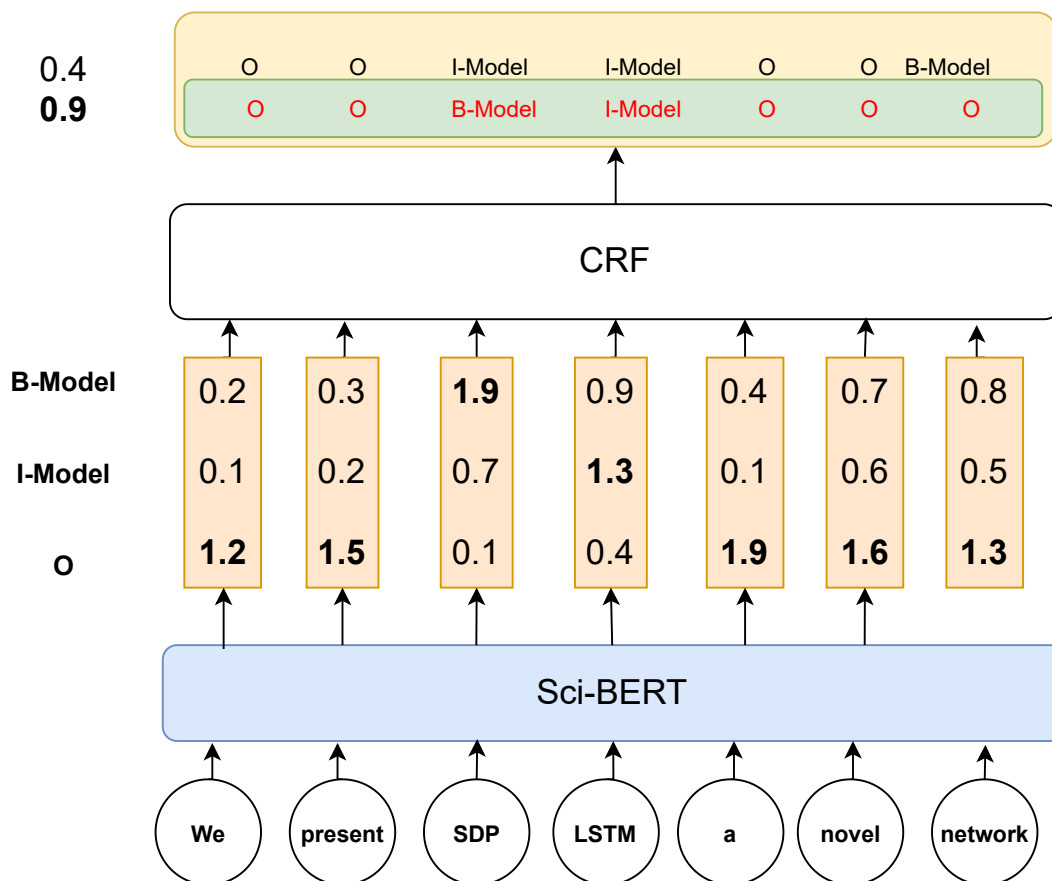 0.4 O O I-Model I-Model O O B-Model
0.9 O O B-Model I-Model O O O
CRF
B-Model 0.2 0.3 1.9 0.9 0.4 0.7 0.8
I-Model 0.1 0.2 0.7 1.3 0.1 0.6 0.5
O 1.2 1.5 0.1 0.4 1.9 1.6 1.3
Sci-BERT
We present SDP LSTM a novel network